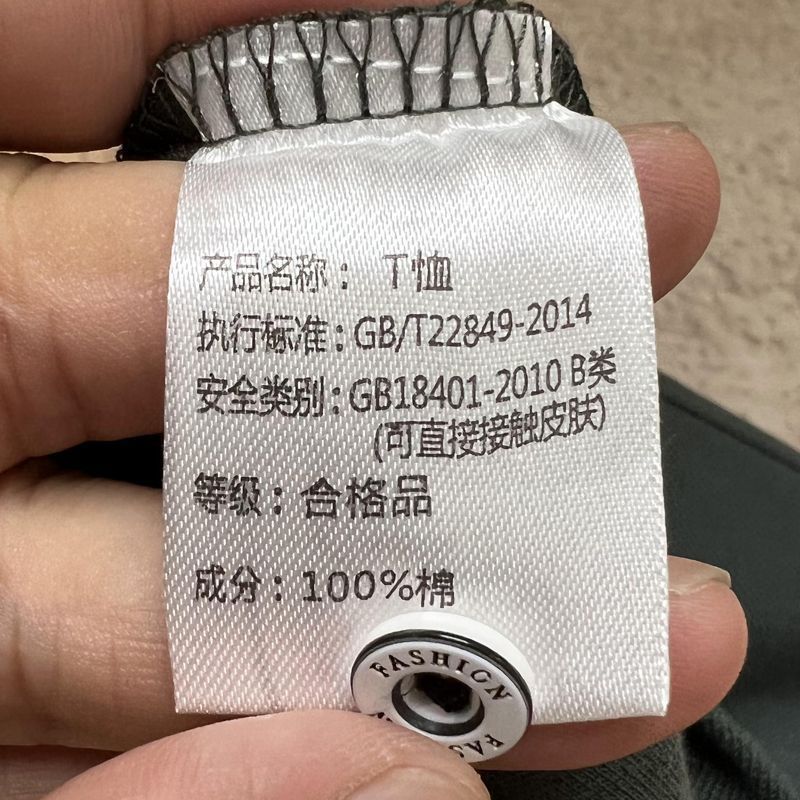 产品名称： T恤
执行标准：GB/T22849-2014
安全类别：GB18401-2010 B类
(可直接接触皮肤)
等级：合格品
成分：100%棉
FASHION
FAS